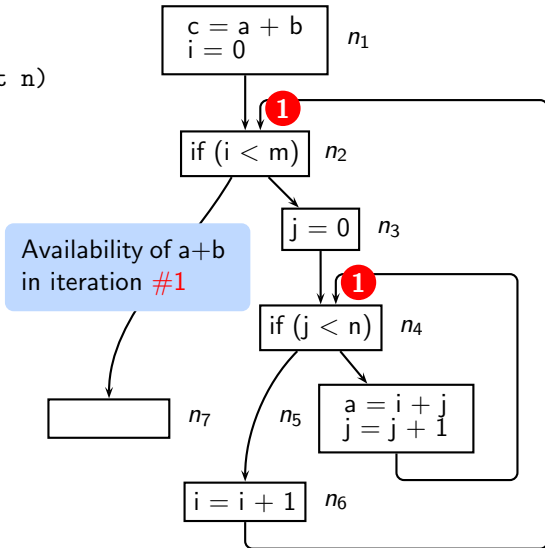 c = a + b
i = 0
n1
t n)
1
if (i < m)
n2
j = 0
n3
Availability of a+b
in iteration #1
1
if (j < n)
n4
a = i + j
j = j + 1
n5
n7
i = i + 1
n6